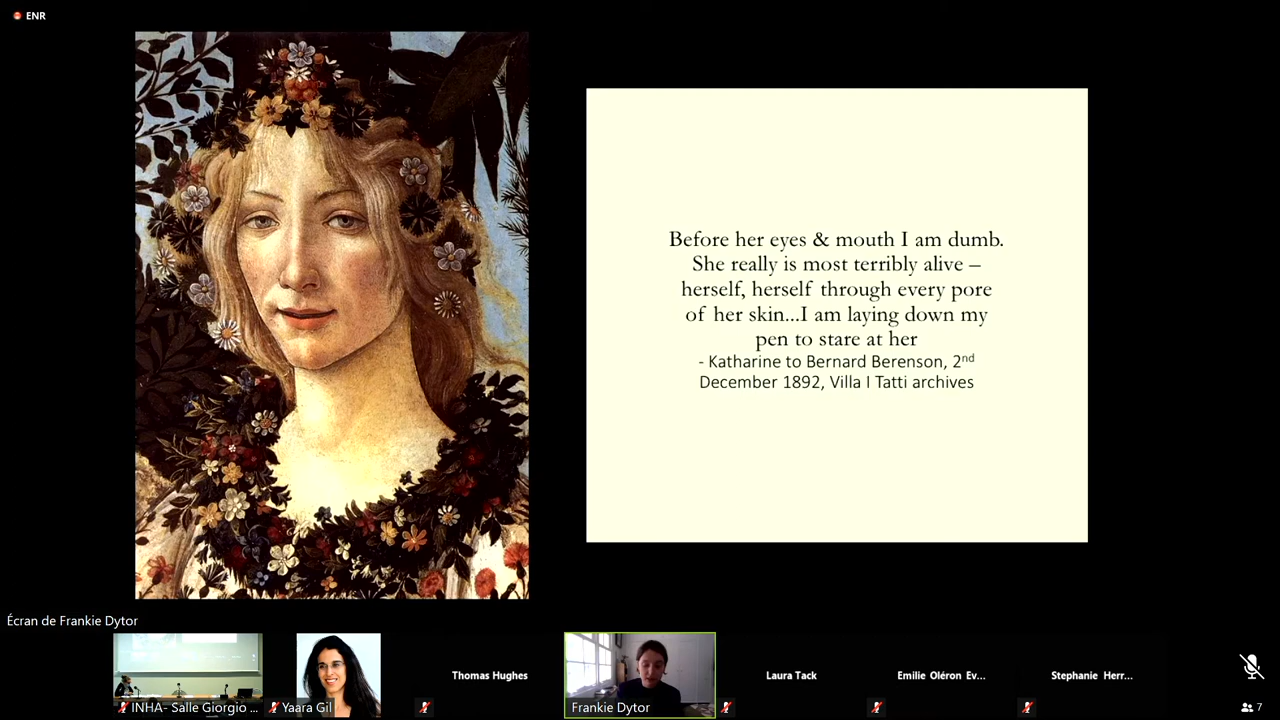 ENR
Before her eyes & mouth I am dumb.
She really is most terribly alive –
herself, herself through every pore
of her skin...I am laying down my
pen to stare at her
- Katharine to Bernard Berenson, 2nd
December 1892, Villa I Tatti archives
Écran de Frankie Dytor
INHA- Salle Giorgio ...
Yaara Gil
Thomas Hughes
Frankie Dytor
Laura Tack
Emilie Oléron Ev...
Stephanie Herr...
7